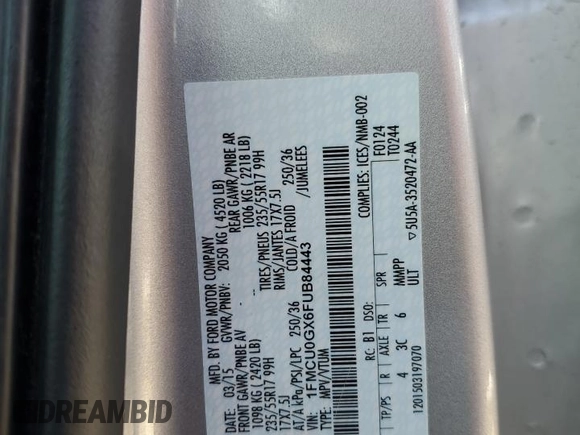 MFD. BY FORD MOTOR COMPANY
DATE: 03/15 GVWR/PNBV: 2050 KG ( 4520 LB)
FRONT GAWR/PNBE AV REAR GAWR/PNBE AR
1098 KG ( 2420 LB) 1006 KG ( 2218 LB)
235/55R17 99H TIRES/PNEUS 235/55R17 99H
17X7.5J RIMS/JANTES 17X7.5J
AT/A kPa/PSI/LPC 250/36 COLD/A FROID 250/36
/JUMELEES
VIN: 1FMCU0GX6FUB84443
TYPE: MPV/VTUM
COMPLIES: ICES/NMB-002
RC: B1 DSO: F0124
T0244
TP/PS R AXLE TR SPR
4 3C 6 MMPP
ULT
5U5A-3520472-AA
1201503197070
IDREAMBID